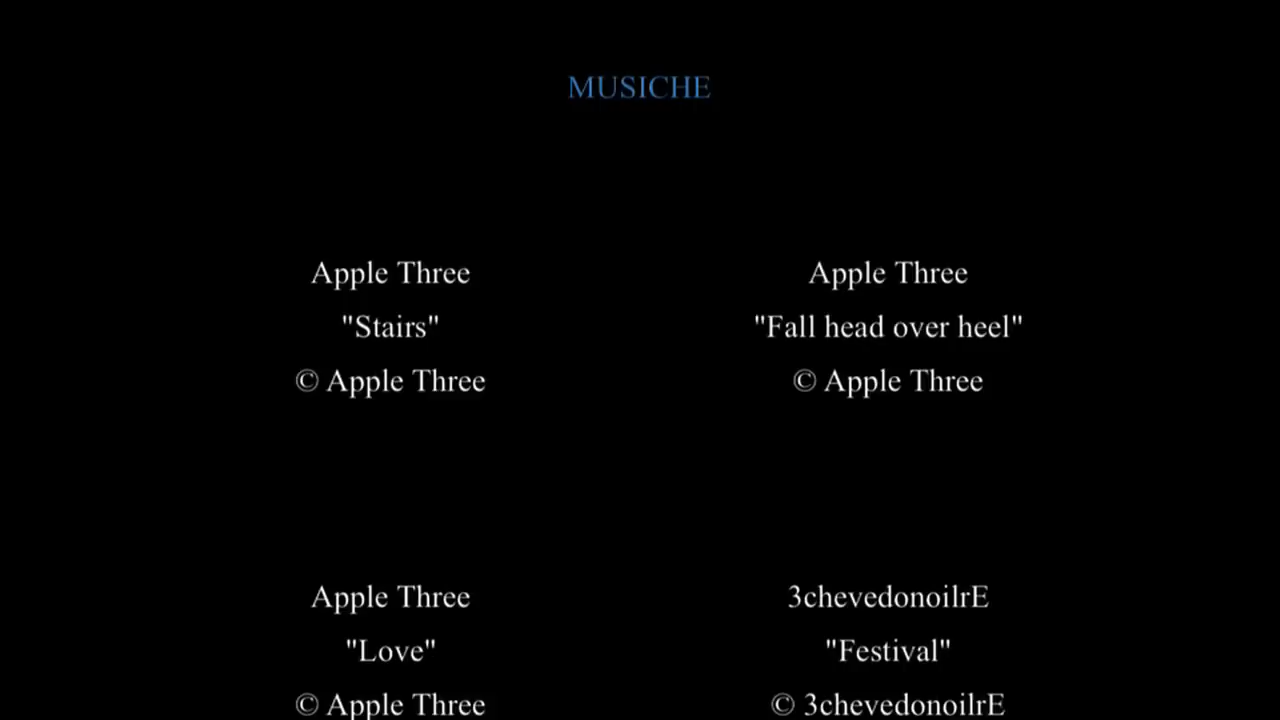 MUSICHE
Apple Three
"Stairs"
© Apple Three
Apple Three
"Fall head over heel"
© Apple Three
Apple Three
"Love"
© Apple Three
3chevedonoilrE
"Festival"
© 3chevedonoilrE